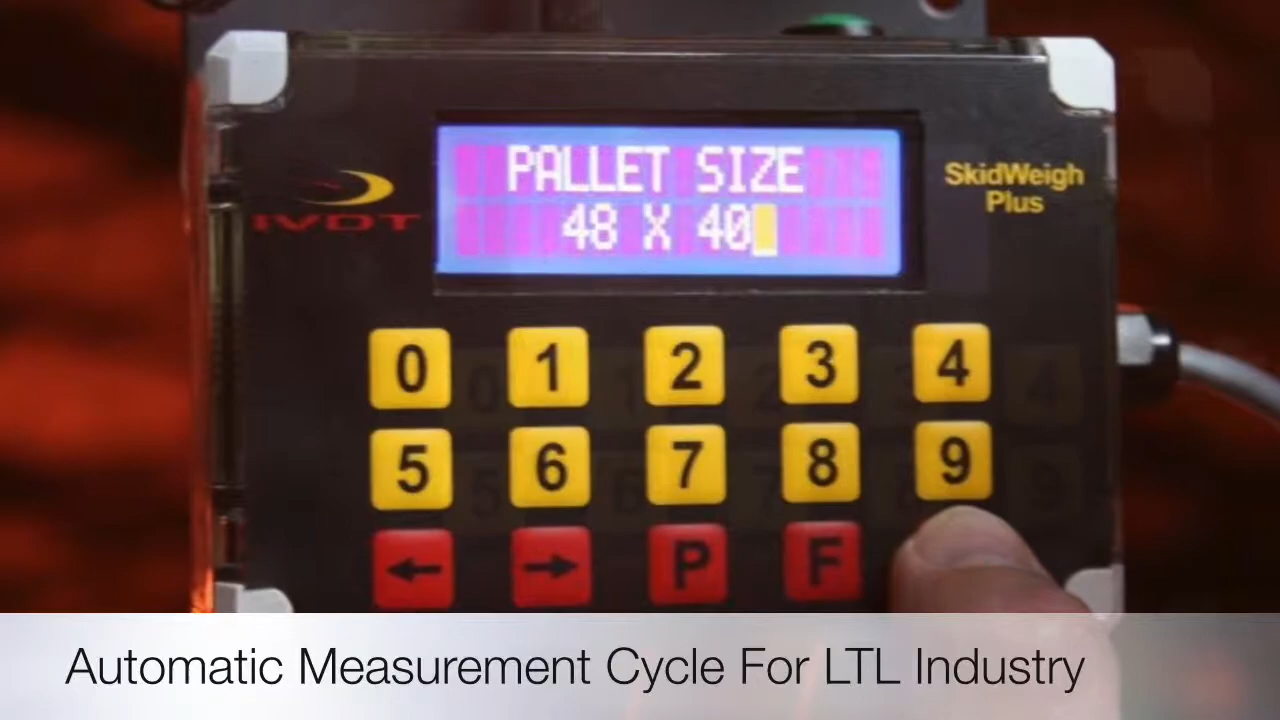 PALLET SIZE
48 X 40
IVDT
SkidWeigh
Plus
0 1 2 3 4
5 6 7 8 9
← → P F
Automatic Measurement Cycle For LTL Industry